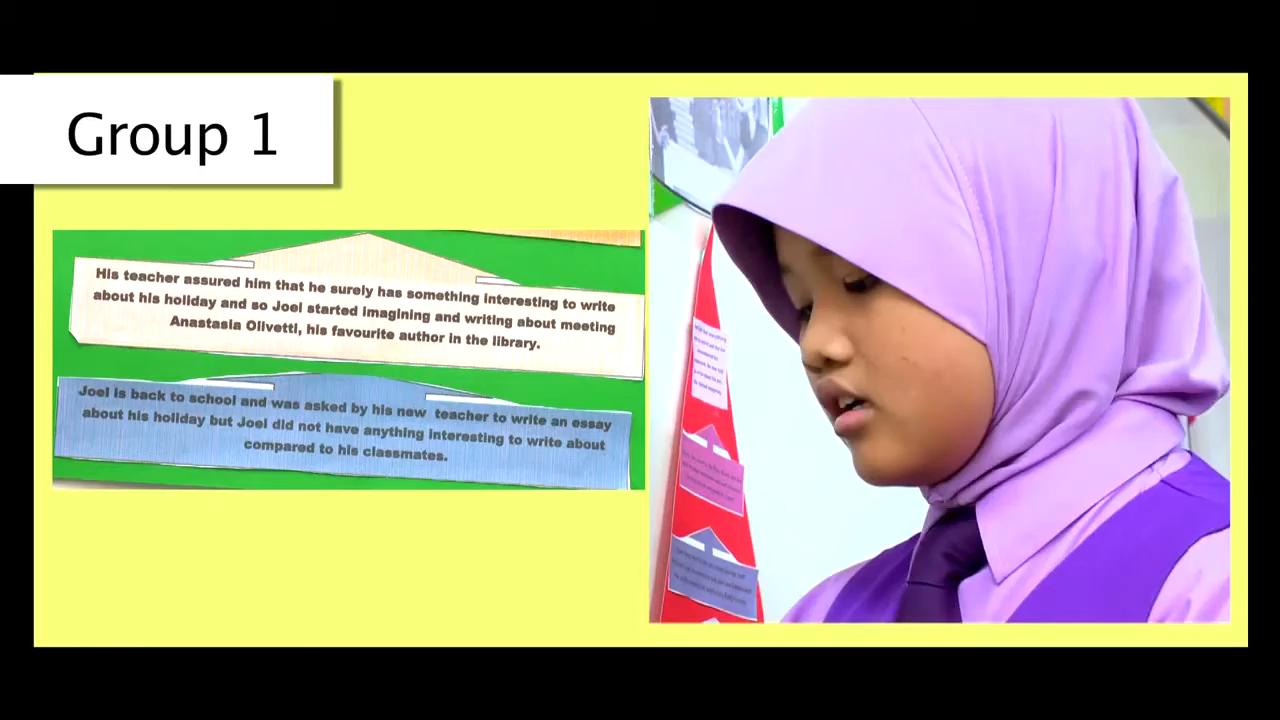 Group 1
His teacher assured him that he surely has something interesting to write
about his holiday and so Joel started imagining and writing about meeting
Anastasia Olivetti, his favourite author in the library.
Joel is back to school and was asked by his new teacher to write an essay
about his holiday but Joel did not have anything interesting to write about
compared to his classmates.